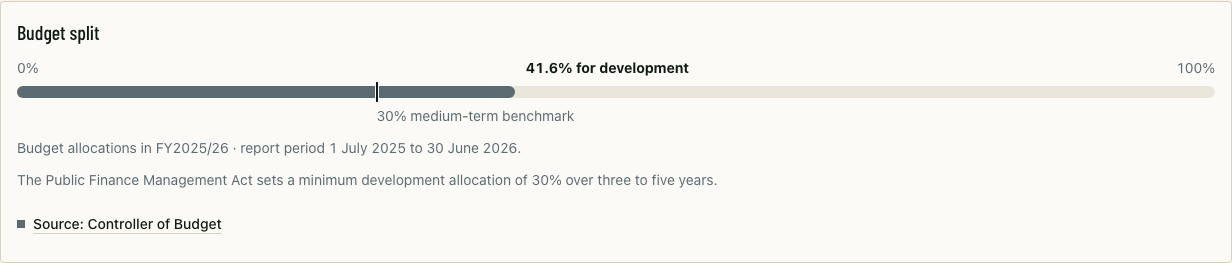 Budget split
0% 41.6% for development 100%
30% medium-term benchmark
Budget allocations in FY2025/26 · report period 1 July 2025 to 30 June 2026.
The Public Finance Management Act sets a minimum development allocation of 30% over three to five years.
Source: Controller of Budget